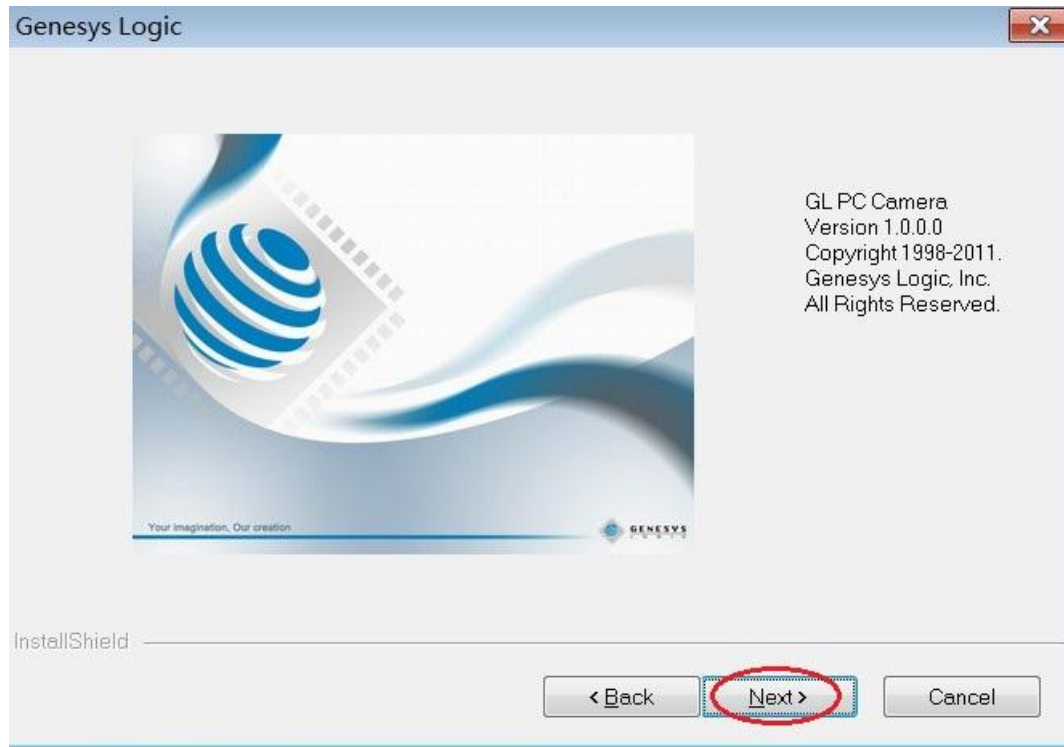 Genesys Logic
GL PC Camera
Version 1.0.0.0
Copyright 1998-2011.
Genesys Logic, Inc.
All Rights Reserved.
Your imagination, Our creation
GENESYS
LOGIC
InstallShield
< Back
Next >
Cancel